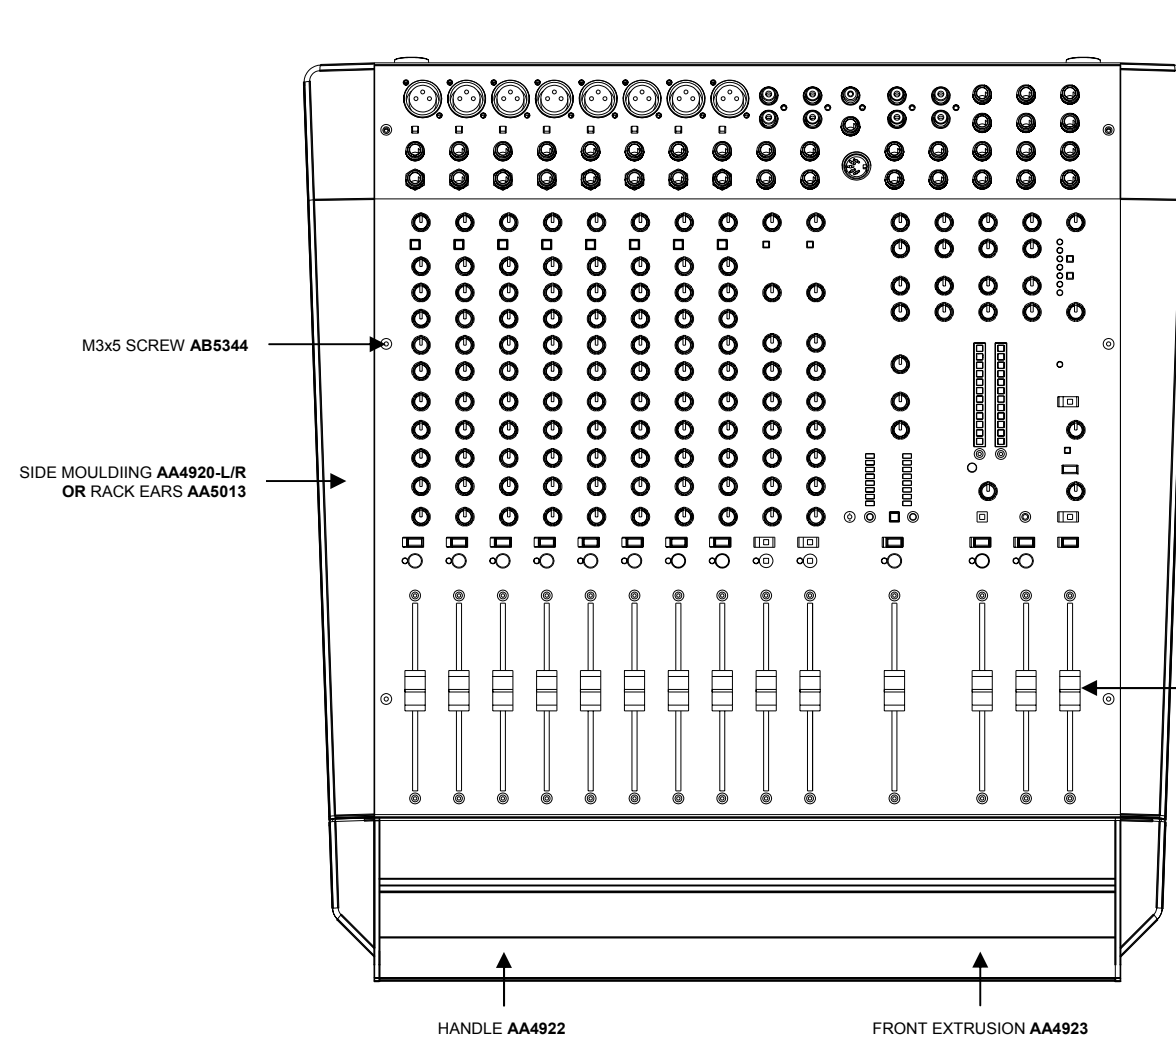 M3x5 SCREW AB5344
SIDE MOULDIING AA4920-L/R
OR RACK EARS AA5013
HANDLE AA4922
FRONT EXTRUSION AA4923